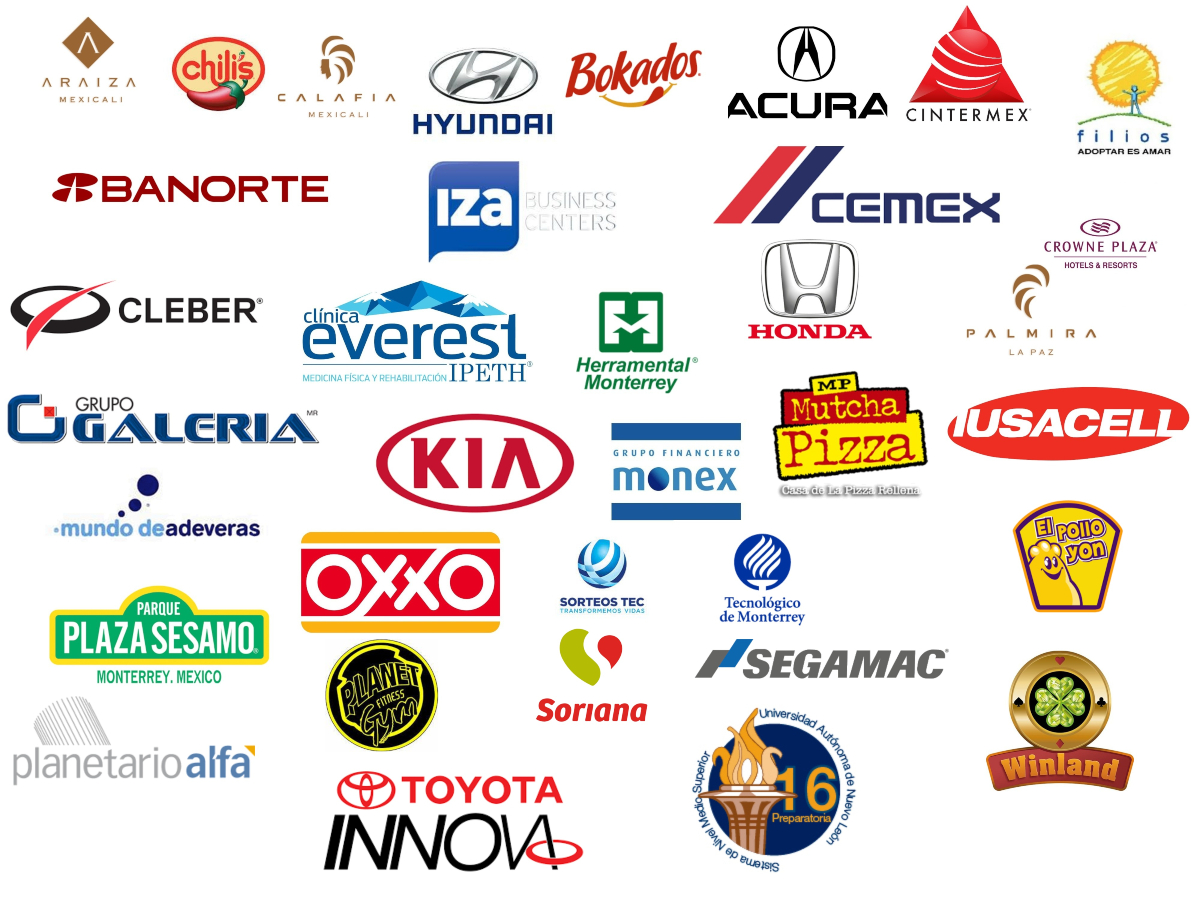 ARAIZA
MEXICALI
chili's
CALAFIA
MEXICALI
HYUNDAI
Bokados®
ACURA
CINTERMEX
filios
ADOPTAR ES AMAR
BANORTE
iza
BUSINESS
CENTERS
CEMEX
CROWNE PLAZA®
HOTELS & RESORTS
CLEBER®
clínica
everest
MEDICINA FÍSICA Y REHABILITACIÓN IPETH®
Herramental®
Monterrey
HONDA
PALMIRA
LA PAZ
GRUPO
GALERIA MR
KIA
GRUPO FINANCIERO
monex
MP
Mutcha
Pizza
Casa de La Pizza Rellena
IUSACELL
mundo deadeveras
OXXO
SORTEOS TEC
TRANSFORMEMOS VIDAS
Tecnológico
de Monterrey
El Pollo
yon
PARQUE
PLAZA SESAMO®
MONTERREY. MEXICO
PLANET
FITNESS
Gym
Soriana
SEGAMAC®
Winland
planetario alfa
TOYOTA
INNOVA
Universidad Autónoma de Nuevo León
16
Preparatoria
Sistema de Nivel Medio Superior